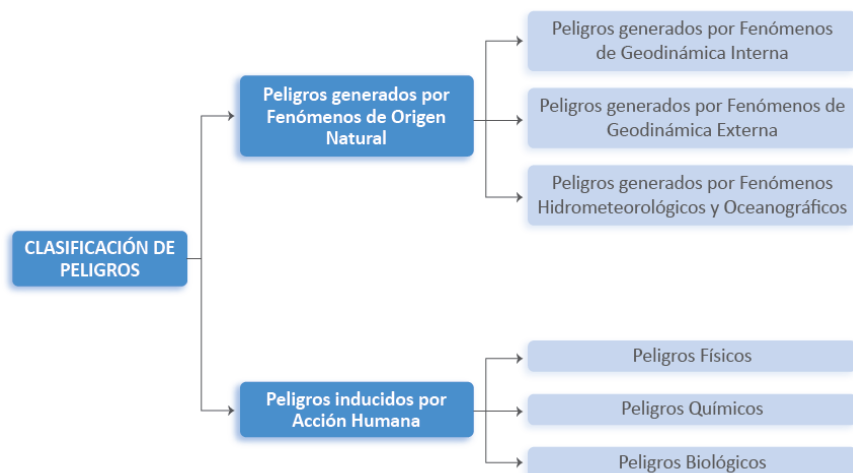 CLASIFICACIÓN DE
PELIGROS
Peligros generados por
Fenómenos de Origen
Natural
Peligros generados por Fenómenos
de Geodinámica Interna
Peligros generados por Fenómenos de
Geodinámica Externa
Peligros generados por Fenómenos
Hidrometeorológicos y Oceanográficos
Peligros inducidos por
Acción Humana
Peligros Físicos
Peligros Químicos
Peligros Biológicos